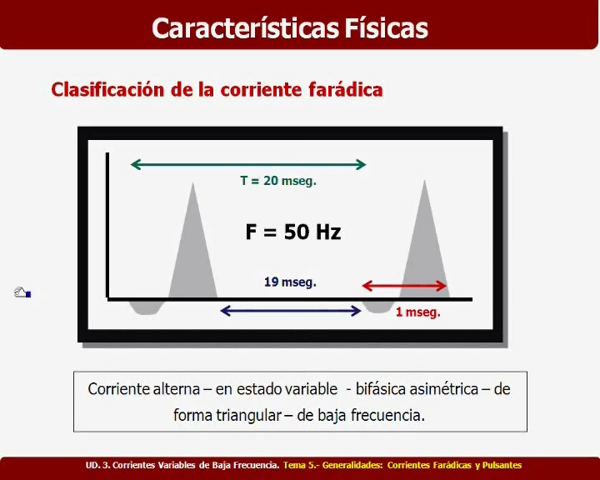 Características Físicas
Clasificación de la corriente farádica
T = 20 mseg.
F = 50 Hz
19 mseg.
1 mseg.
Corriente alterna – en estado variable - bifásica asimétrica – de
forma triangular – de baja frecuencia.
UD. 3. Corrientes Variables de Baja Frecuencia. Tema 5.- Generalidades: Corrientes Farádicas y Pulsantes